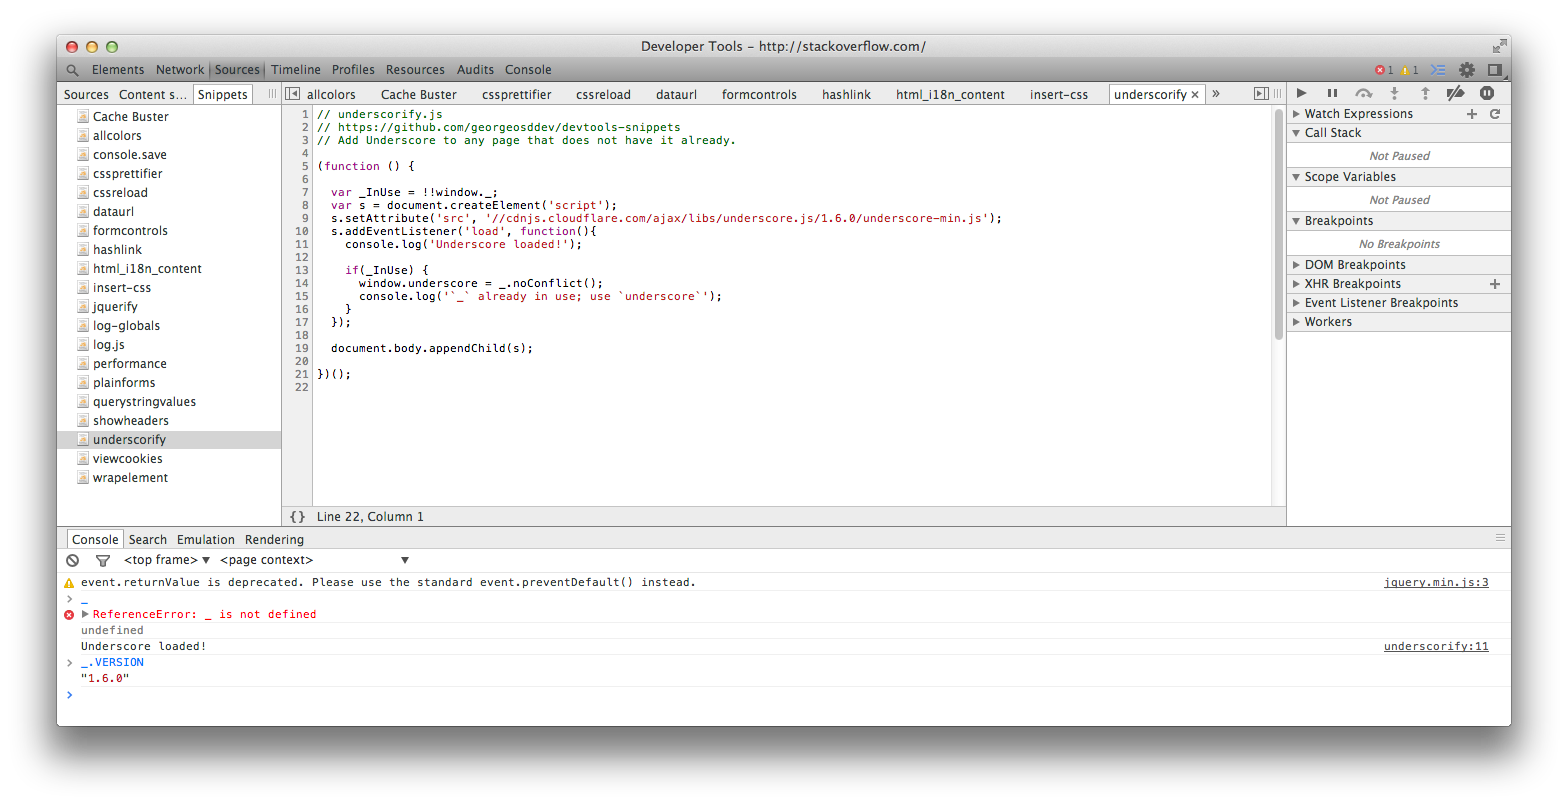 Developer Tools - http://stackoverflow.com/
Elements Network Sources Timeline Profiles Resources Audits Console 1 1
Sources Content s... Snippets
allcolors Cache Buster cssprettifier cssreload dataurl formcontrols hashlink html_i18n_content insert-css underscorify × »
Cache Buster
allcolors
console.save
cssprettifier
cssreload
dataurl
formcontrols
hashlink
html_i18n_content
insert-css
jquerify
log-globals
log.js
performance
plainforms
querystringvalues
showheaders
underscorify
viewcookies
wrapelement
1 // underscorify.js
2 // https://github.com/georgeosddev/devtools-snippets
3 // Add Underscore to any page that does not have it already.
4
5 (function () {
6
7 var _InUse = !!window._;
8 var s = document.createElement('script');
9 s.setAttribute('src', '//cdnjs.cloudflare.com/ajax/libs/underscore.js/1.6.0/underscore-min.js');
10 s.addEventListener('load', function(){
11 console.log('Underscore loaded!');
12
13 if(_InUse) {
14 window.underscore = _.noConflict();
15 console.log('`_` already in use; use `underscore`');
16 }
17 });
18
19 document.body.appendChild(s);
20
21 })();
22
{} Line 22, Column 1
Watch Expressions
Call Stack
Not Paused
Scope Variables
Not Paused
Breakpoints
No Breakpoints
DOM Breakpoints
XHR Breakpoints
Event Listener Breakpoints
Workers
Console Search Emulation Rendering
<top frame> <page context>
event.returnValue is deprecated. Please use the standard event.preventDefault() instead. jquery.min.js:3
> _
ReferenceError: _ is not defined
undefined
Underscore loaded! underscorify:11
> _.VERSION
"1.6.0"
>